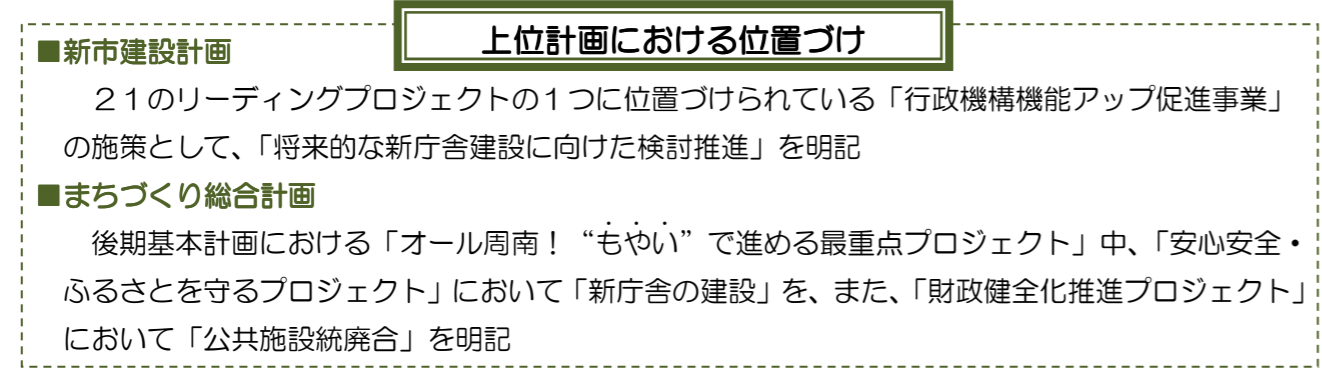 上位計画における位置づけ
■新市建設計画
２１のリーディングプロジェクトの１つに位置づけられている「行政機構機能アップ促進事業」
の施策として、「将来的な新庁舎建設に向けた検討推進」を明記
■まちづくり総合計画
後期基本計画における「オール周南！“もやい”で進める最重点プロジェクト」中、「安心安全・
ふるさとを守るプロジェクト」において「新庁舎の建設」を、また、「財政健全化推進プロジェクト」
において「公共施設統廃合」を明記